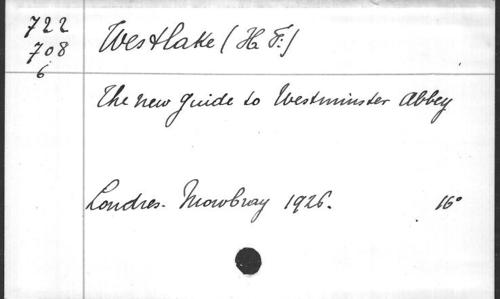 722
708
6
Westlake (H. F.)
The new guide to Westminster Abbey
Londres. Mowbray 1926. 16°